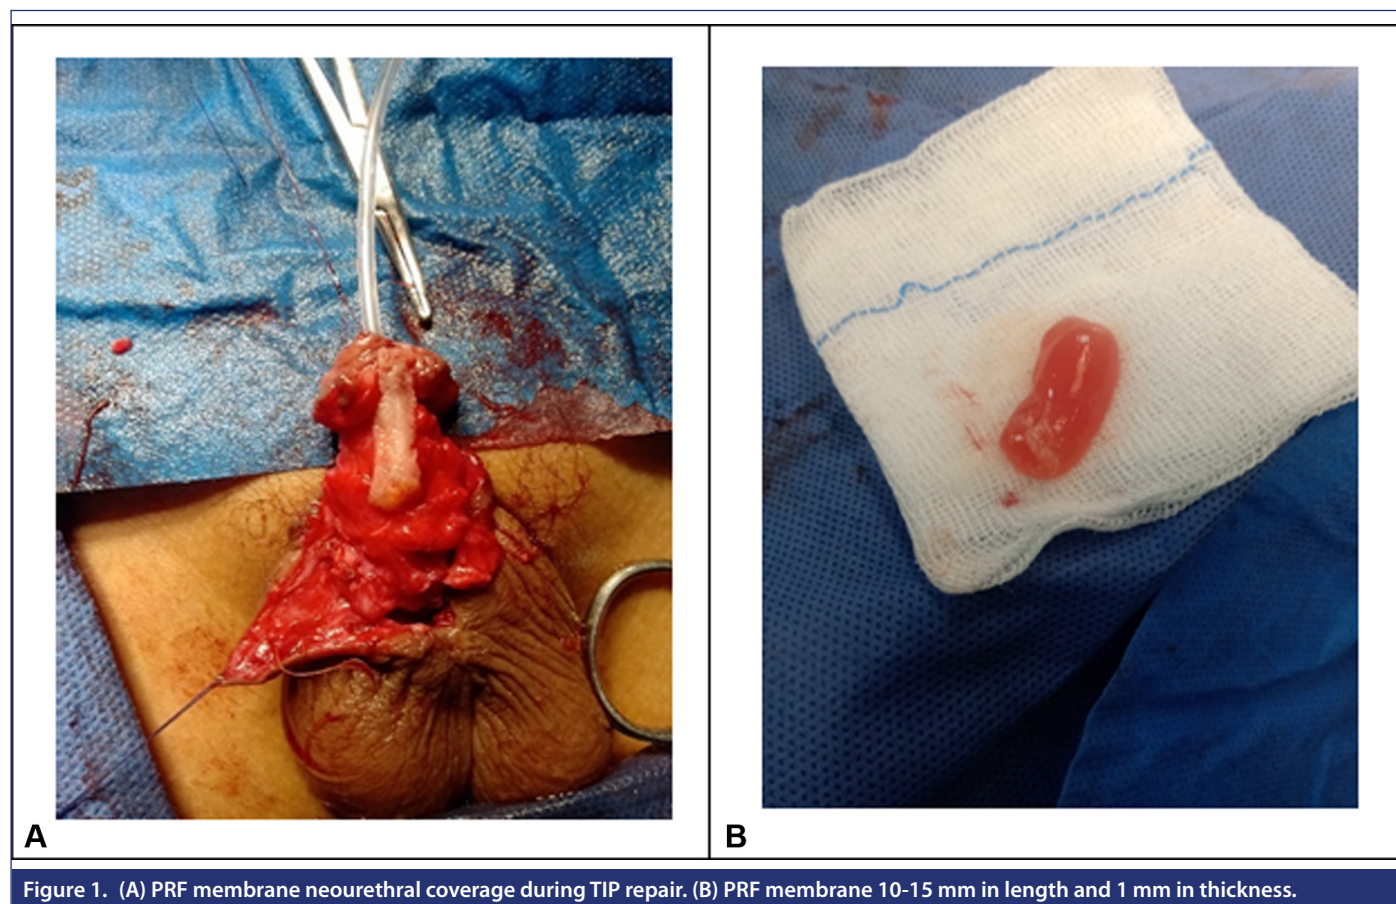 A
B
Figure 1. (A) PRF membrane neourethral coverage during TIP repair. (B) PRF membrane 10-15 mm in length and 1 mm in thickness.